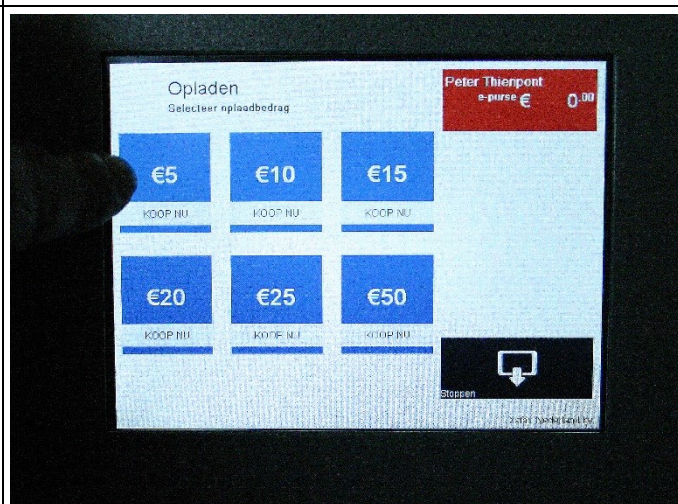 Opladen
Selecteer oplaadbedrag
Peter Thienpont
e-purse € 0.00
€5
€10
€15
KOOP NU
KOOP NU
KOOP NU
€20
€25
€50
KOOP NU
KOOP NU
KOOP NU
Stoppen